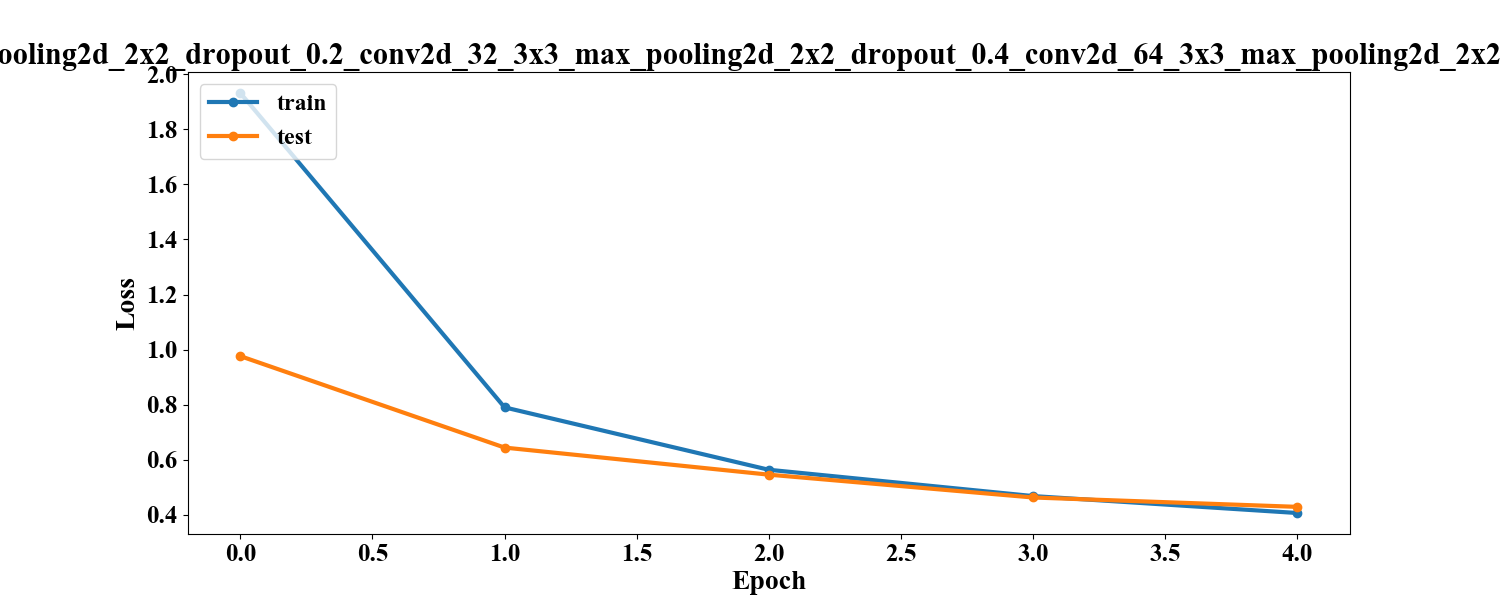 ooling2d_2x2_dropout_0.2_conv2d_32_3x3_max_pooling2d_2x2_dropout_0.4_conv2d_64_3x3_max_pooling2d_2x2
2.0
1.8
1.6
1.4
1.2
1.0
0.8
0.6
0.4
Loss
train
test
0.0 0.5 1.0 1.5 2.0 2.5 3.0 3.5 4.0
Epoch